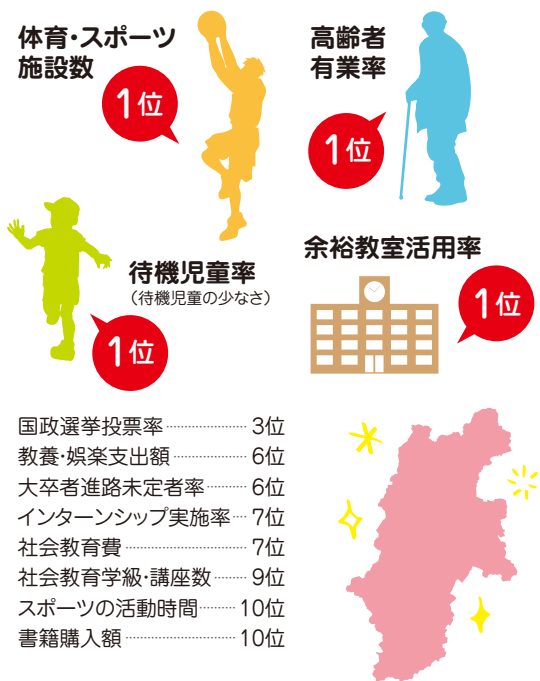 体育・スポーツ
施設数
1位
高齢者
有業率
1位
待機児童率
（待機児童の少なさ）
1位
余裕教室活用率
1位
国政選挙投票率 3位
教養・娯楽支出額 6位
大卒者進路未定者率 6位
インターンシップ実施率 7位
社会教育費 7位
社会教育学級・講座数 9位
スポーツの活動時間 10位
書籍購入額 10位